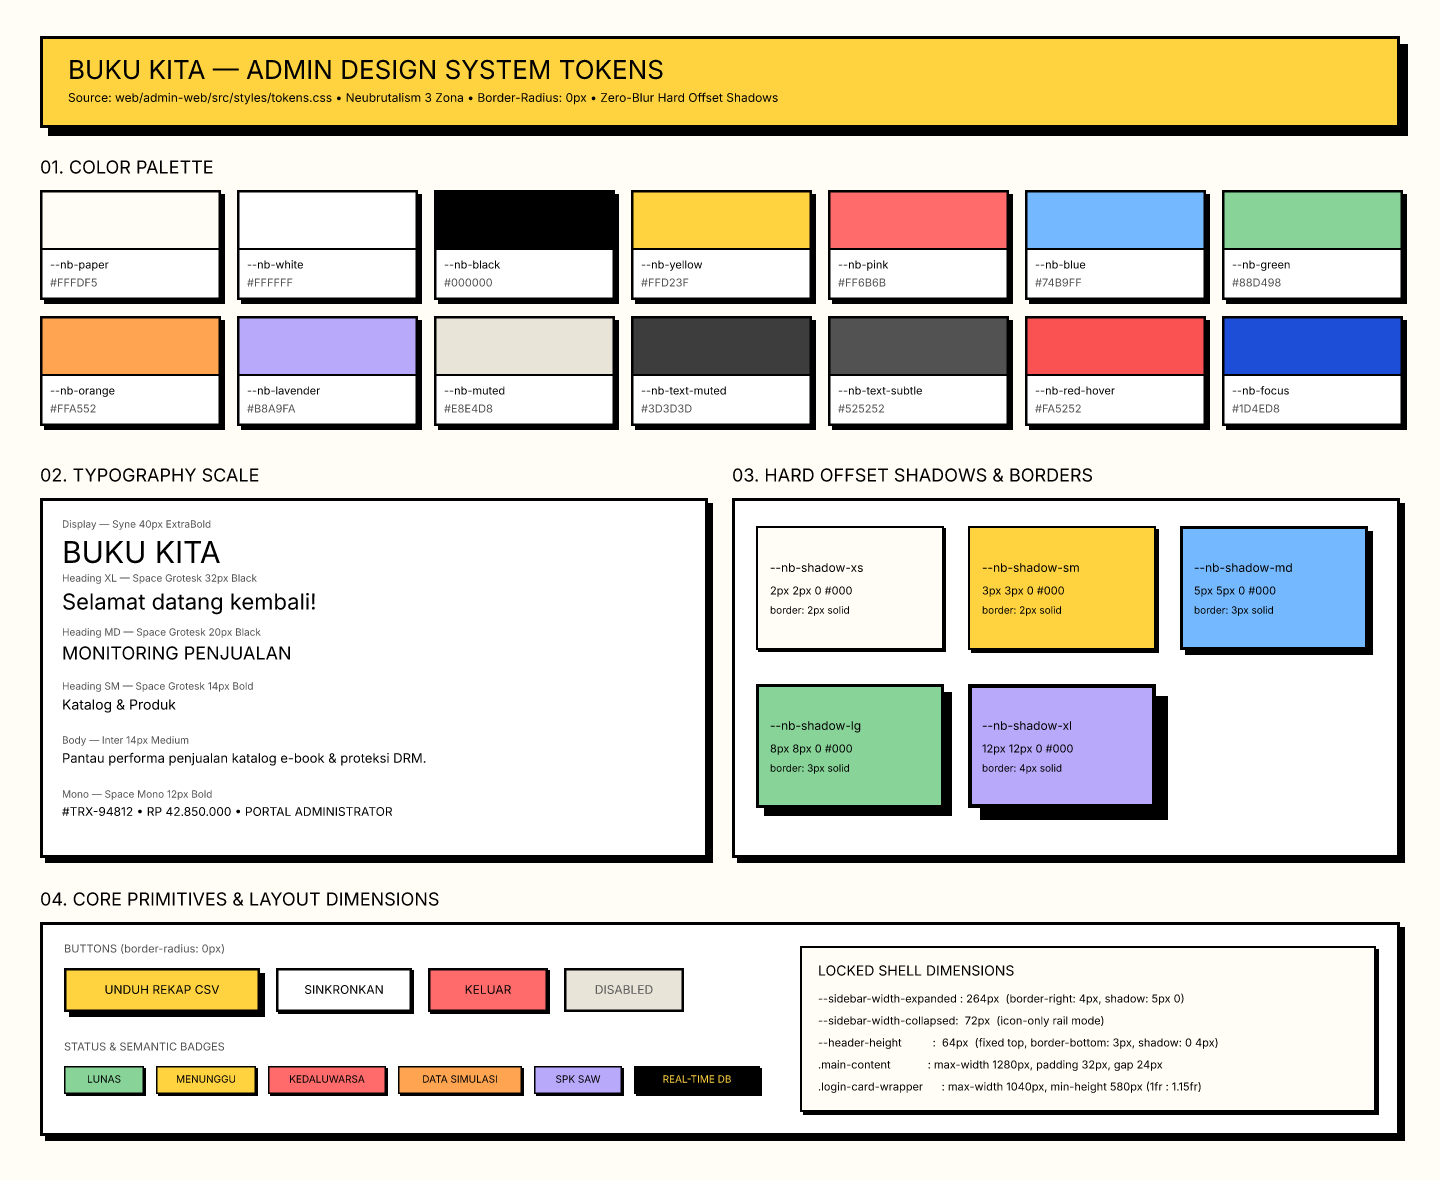 BUKU KITA — ADMIN DESIGN SYSTEM TOKENS
Source: web/admin-web/src/styles/tokens.css • Neubrutalism 3 Zona • Border-Radius: 0px • Zero-Blur Hard Offset Shadows
01. COLOR PALETTE
--nb-paper
#FFFDF5
--nb-white
#FFFFFF
--nb-black
#000000
--nb-yellow
#FFD23F
--nb-pink
#FF6B6B
--nb-blue
#74B9FF
--nb-green
#88D498
--nb-orange
#FFA552
--nb-lavender
#B8A9FA
--nb-muted
#E8E4D8
--nb-text-muted
#3D3D3D
--nb-text-subtle
#525252
--nb-red-hover
#FA5252
--nb-focus
#1D4ED8
02. TYPOGRAPHY SCALE
Display — Syne 40px ExtraBold
BUKU KITA
Heading XL — Space Grotesk 32px Black
Selamat datang kembali!
Heading MD — Space Grotesk 20px Black
MONITORING PENJUALAN
Heading SM — Space Grotesk 14px Bold
Katalog & Produk
Body — Inter 14px Medium
Pantau performa penjualan katalog e-book & proteksi DRM.
Mono — Space Mono 12px Bold
#TRX-94812 • RP 42.850.000 • PORTAL ADMINISTRATOR
03. HARD OFFSET SHADOWS & BORDERS
--nb-shadow-xs
2px 2px 0 #000
border: 2px solid
--nb-shadow-sm
3px 3px 0 #000
border: 2px solid
--nb-shadow-md
5px 5px 0 #000
border: 3px solid
--nb-shadow-lg
8px 8px 0 #000
border: 3px solid
--nb-shadow-xl
12px 12px 0 #000
border: 4px solid
04. CORE PRIMITIVES & LAYOUT DIMENSIONS
BUTTONS (border-radius: 0px)
UNDUH REKAP CSV
SINKRONKAN
KELUAR
DISABLED
STATUS & SEMANTIC BADGES
LUNAS
MENUNGGU
KEDALUWARSA
DATA SIMULASI
SPK SAW
REAL-TIME DB
LOCKED SHELL DIMENSIONS
--sidebar-width-expanded : 264px (border-right: 4px, shadow: 5px 0)
--sidebar-width-collapsed: 72px (icon-only rail mode)
--header-height : 64px (fixed top, border-bottom: 3px, shadow: 0 4px)
.main-content : max-width 1280px, padding 32px, gap 24px
.login-card-wrapper : max-width 1040px, min-height 580px (1fr : 1.15fr)